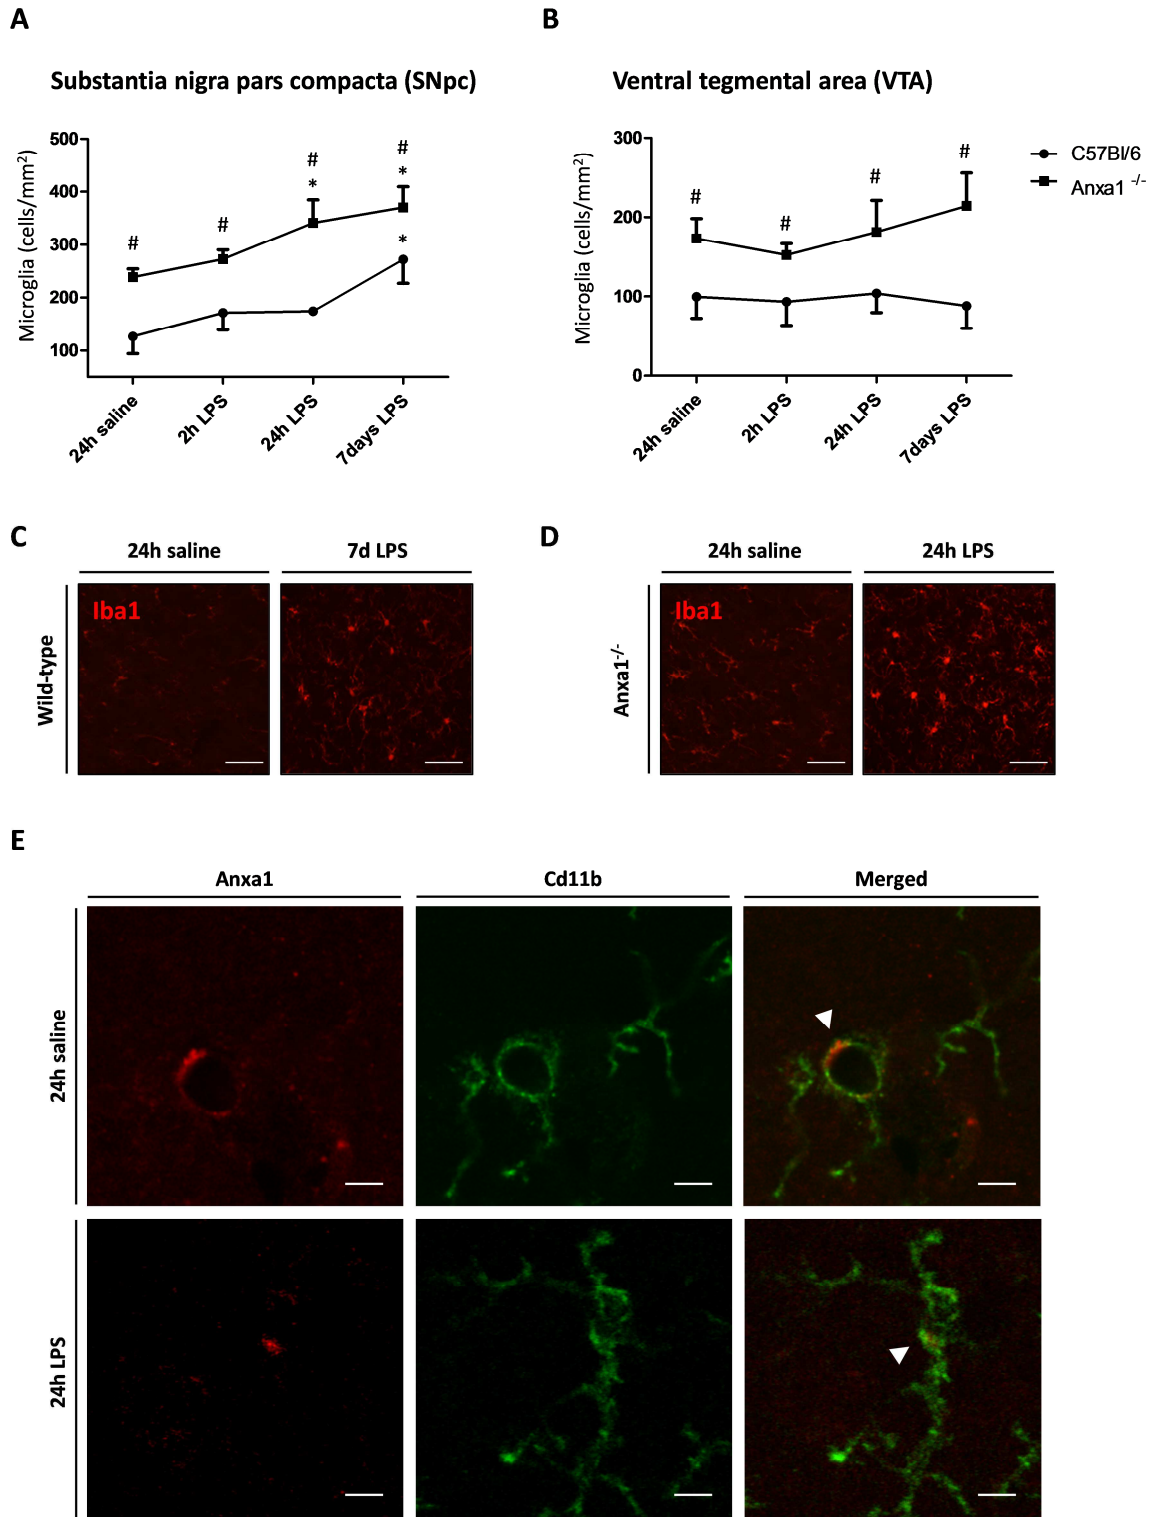 A
B
Substantia nigra pars compacta (SNpc)
Ventral tegmental area (VTA)
Microglia (cells/mm²)
500
400
300
200
100
#
#
#
*
#
*
*
24h saline
2h LPS
24h LPS
7days LPS
Microglia (cells/mm²)
300
200
100
0
#
#
#
#
24h saline
2h LPS
24h LPS
7days LPS
C57Bl/6
Anxa1 -/-
C
24h saline
7d LPS
Wild-type
Iba1
D
24h saline
24h LPS
Anxa1-/-
Iba1
E
Anxa1
Cd11b
Merged
24h saline
24h LPS